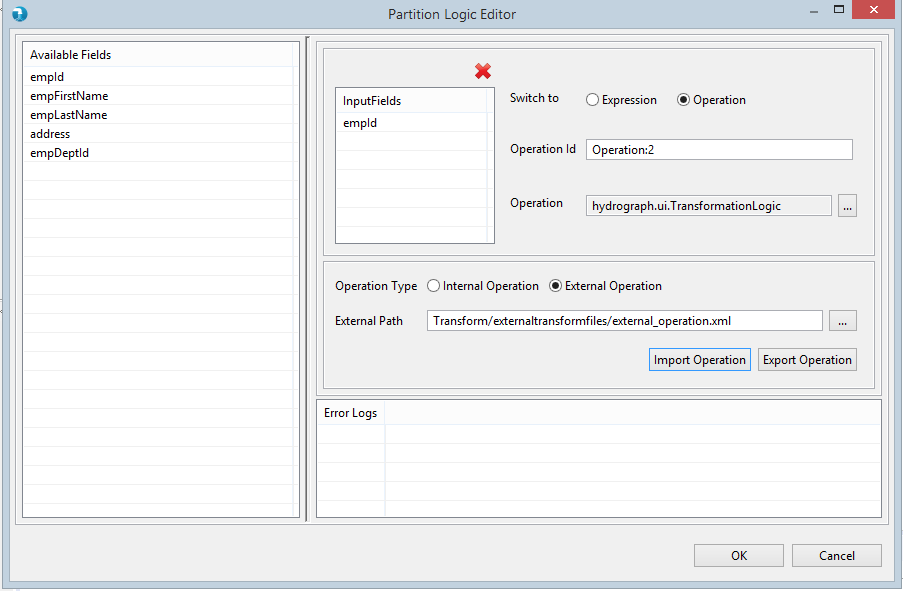 Partition Logic Editor
Available Fields
empId
empFirstName
empLastName
address
empDeptId
InputFields
empId
Switch to Expression Operation
Operation Id Operation:2
Operation hydrograph.ui.TransformationLogic ...
Operation Type Internal Operation External Operation
External Path Transform/externaltransformfiles/external_operation.xml ...
Import Operation Export Operation
Error Logs
OK Cancel